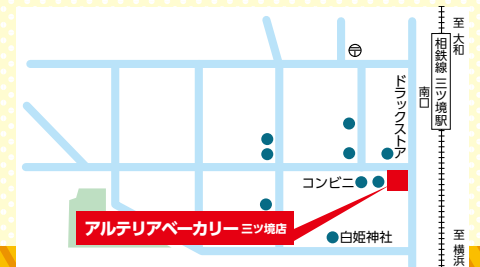 至 大和
相鉄線 三ツ境駅
南口
ドラックストア
コンビニ
アルテリアベーカリー 三ツ境店
白姫神社
至 横浜